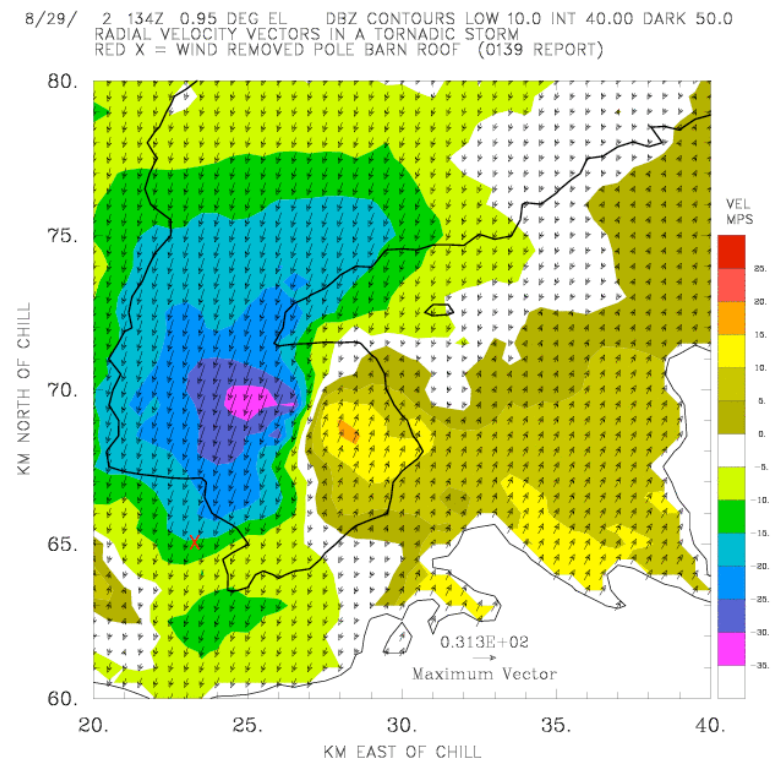 8/29/ 2 134Z 0.95 DEG EL DBZ CONTOURS LOW 10.0 INT 40.00 DARK 50.0
RADIAL VELOCITY VECTORS IN A TORNADIC STORM
RED X = WIND REMOVED POLE BARN ROOF (0139 REPORT)
80.
75.
70.
65.
60.
KM NORTH OF CHILL
20.
25.
30.
35.
40.
KM EAST OF CHILL
X
0.313E+02
Maximum Vector
VEL
MPS
25.
20.
15.
10.
5.
0.
-5.
-10.
-15.
-20.
-25.
-30.
-35.